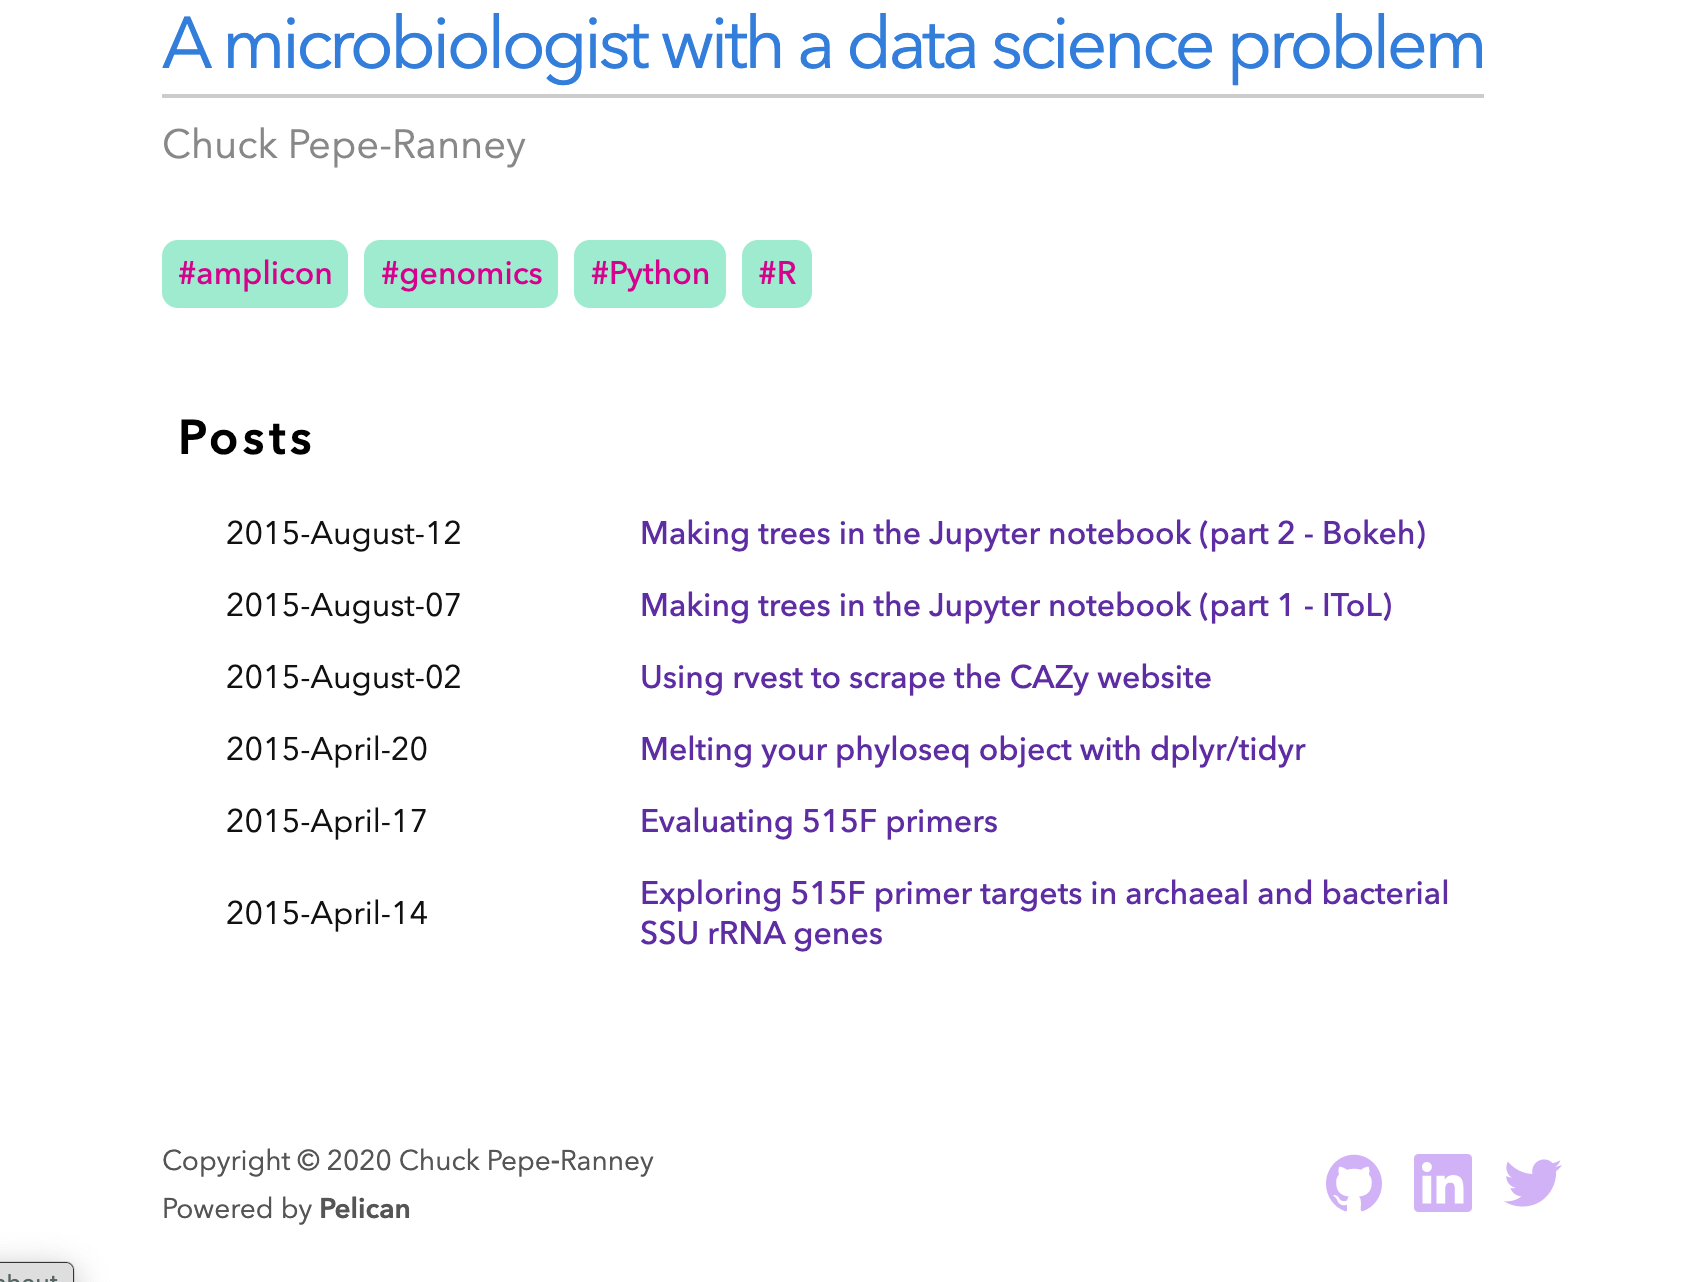 A microbiologist with a data science problem
Chuck Pepe-Ranney
#amplicon #genomics #Python #R
Posts
2015-August-12 Making trees in the Jupyter notebook (part 2 - Bokeh)
2015-August-07 Making trees in the Jupyter notebook (part 1 - IToL)
2015-August-02 Using rvest to scrape the CAZy website
2015-April-20 Melting your phyloseq object with dplyr/tidyr
2015-April-17 Evaluating 515F primers
2015-April-14 Exploring 515F primer targets in archaeal and bacterial
SSU rRNA genes
Copyright © 2020 Chuck Pepe-Ranney
Powered by Pelican
in